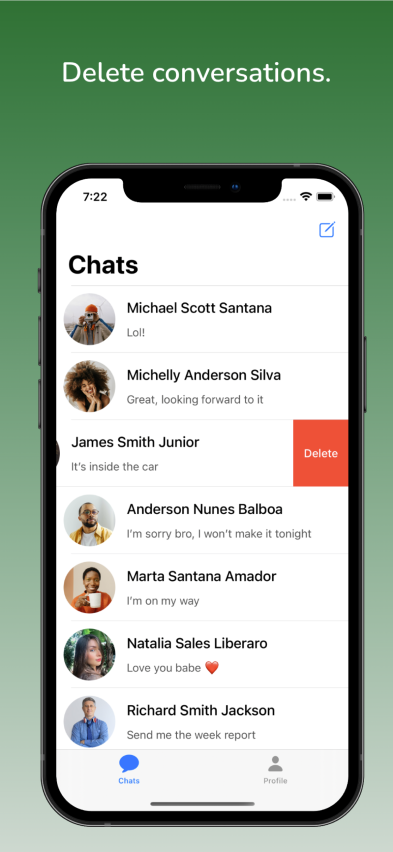 Delete conversations.
7:22
Chats
Michael Scott Santana
Lol!
Michelly Anderson Silva
Great, looking forward to it
James Smith Junior
It's inside the car
Delete
Anderson Nunes Balboa
I'm sorry bro, I won't make it tonight
Marta Santana Amador
I'm on my way
Natalia Sales Liberaro
Love you babe ❤️
Richard Smith Jackson
Send me the week report
Chats
Profile